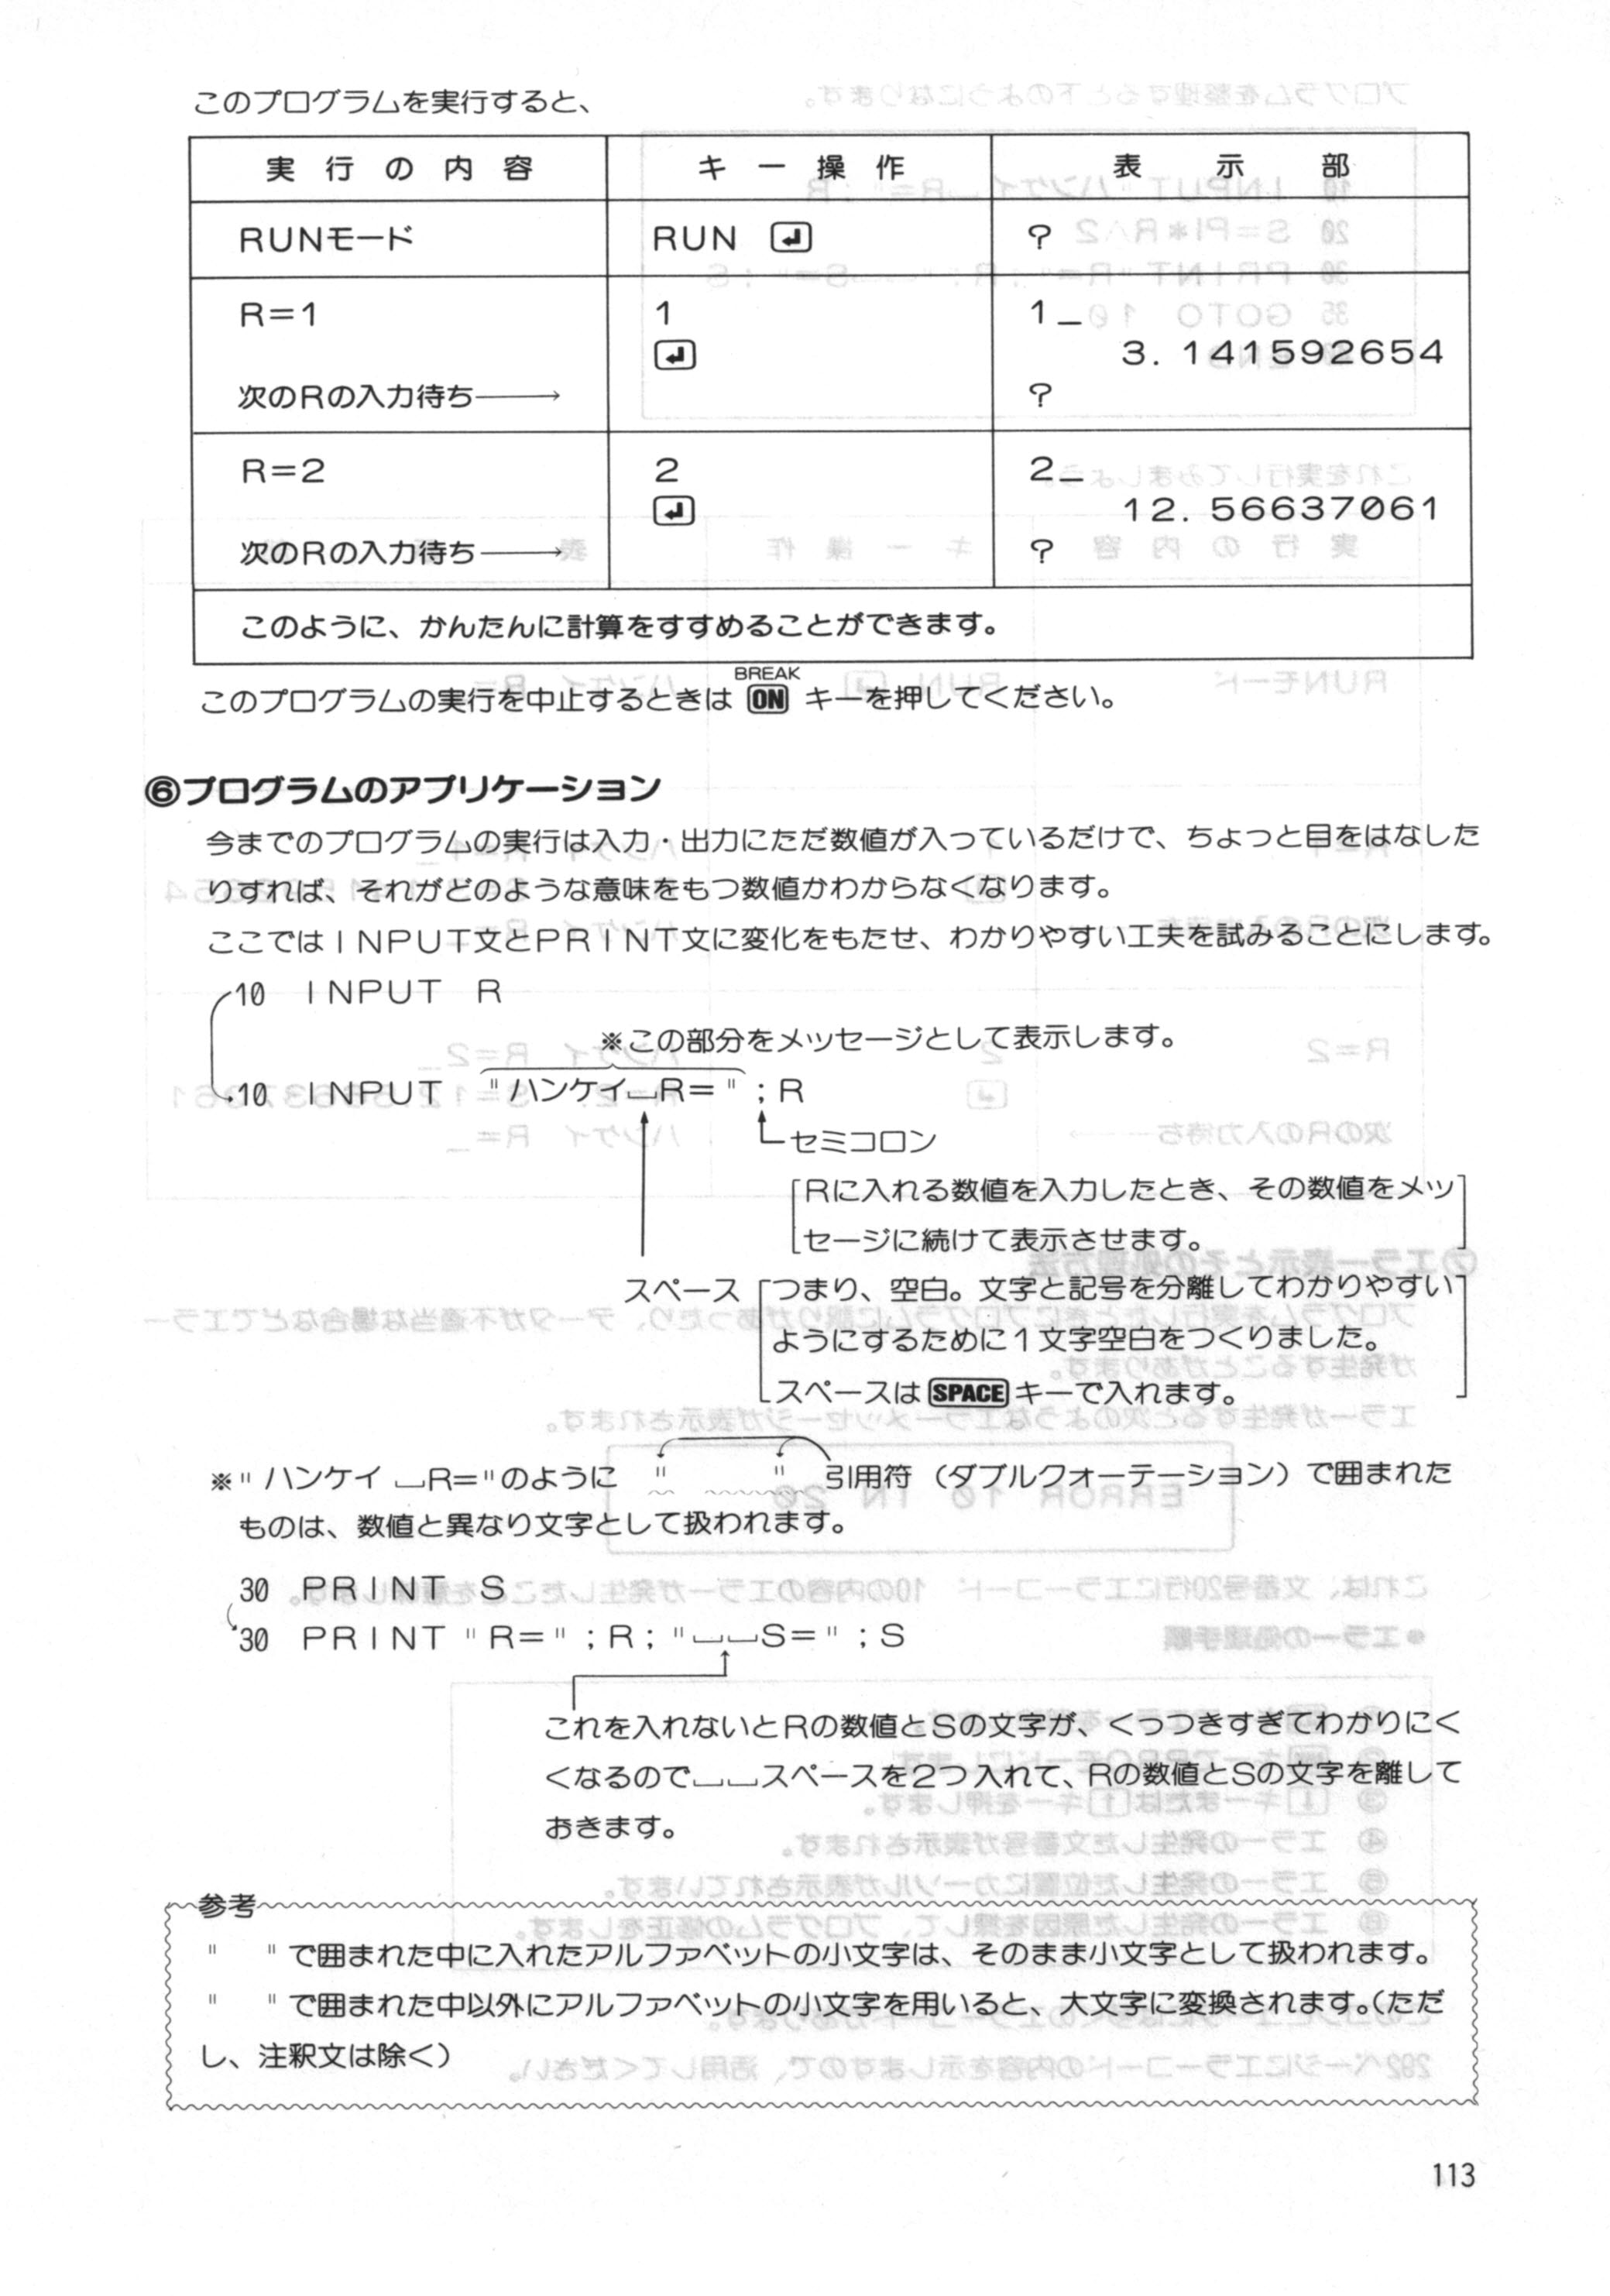 このプログラムを実行すると、
実行の内容 キー操作 表示部
RUNモード RUN ↵ ?
R=1 1 1_
↵ 3.141592654
次のRの入力待ち→ ?
R=2 2 2_
↵ 12.56637061
次のRの入力待ち→ ?
このように、かんたんに計算をすすめることができます。
BREAK
このプログラムの実行を中止するときは ON キーを押してください。
⑥プログラムのアプリケーション
今までのプログラムの実行は入力・出力にただ数値が入っているだけで、ちょっと目をはなした
りすれば、それがどのような意味をもつ数値かわからなくなります。
ここではINPUT文とPRINT文に変化をもたせ、わかりやすい工夫を試みることにします。
10 INPUT R
※この部分をメッセージとして表示します。
10 INPUT "ハンケイ⎵R=";R
セミコロン
[Rに入れる数値を入力したとき、その数値をメッ
セージに続けて表示させます。]
スペース [つまり、空白。文字と記号を分離してわかりやすい
ようにするために1文字空白をつくりました。
スペースは SPACE キーで入れます。]
※"ハンケイ⎵R="のように " " 引用符(ダブルクォーテーション)で囲まれた
ものは、数値と異なり文字として扱われます。
30 PRINT S
30 PRINT "R=";R;"⎵⎵S=";S
これを入れないとRの数値とSの文字が、くっつきすぎてわかりにく
くなるので⎵⎵スペースを2つ入れて、Rの数値とSの文字を離して
おきます。
参考
" "で囲まれた中に入れたアルファベットの小文字は、そのまま小文字として扱われます。
" "で囲まれた中以外にアルファベットの小文字を用いると、大文字に変換されます。(ただ
し、注釈文は除く)
113